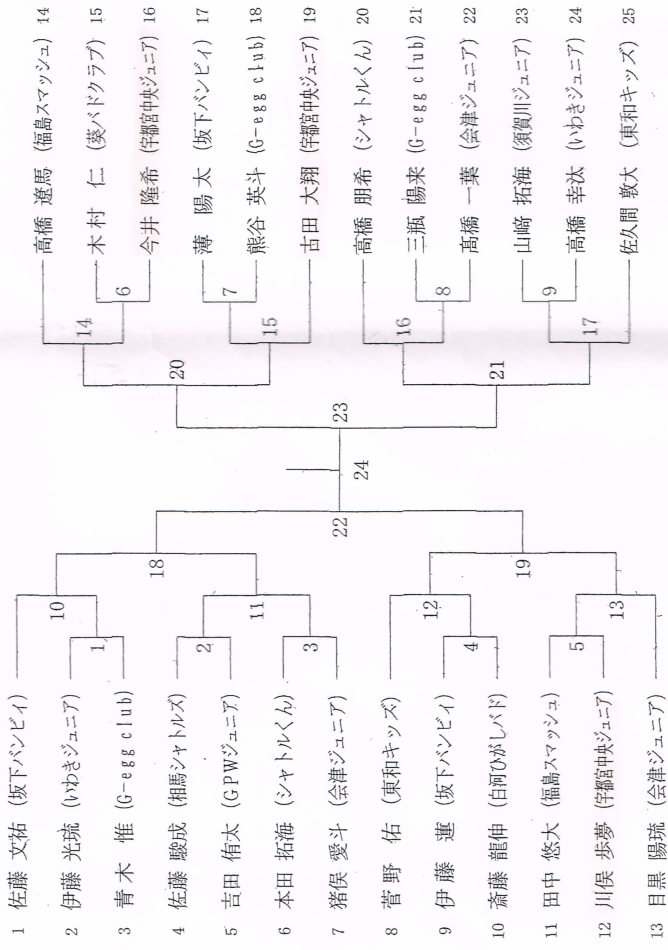 1 佐藤 文祐 (坂下バンビィ)
2 伊藤 光琉 (いわきジュニア)
3 青木 惟 (G-egg club)
4 佐藤 駿成 (相馬シャトルズ)
5 吉田 侑太 (GPWジュニア)
6 本田 拓海 (シャトルくん)
7 猪俣 愛斗 (会津ジュニア)
8 菅野 佑 (東和キッズ)
9 伊藤 蓮 (坂下バンビィ)
10 斎藤 龍伸 (白河ひがしバド)
11 田中 悠大 (福島スマッシュ)
12 川俣 歩夢 (宇都宮中央ジュニア)
13 目黒 陽琉 (会津ジュニア)
1
2
3
4
5
10
11
12
13
18
19
22
24
23
20
21
14
15
16
17
6
7
8
9
高橋 遼馬 (福島スマッシュ) 14
木村 仁 (葵バドクラブ) 15
今井 隆希 (宇都宮中央ジュニア) 16
薄 陽太 (坂下バンビィ) 17
熊谷 英斗 (G-egg club) 18
古田 大翔 (宇都宮中央ジュニア) 19
高橋 朋希 (シャトルくん) 20
三瓶 陽来 (G-egg club) 21
髙橋 一葉 (会津ジュニア) 22
山﨑 拓海 (須賀川ジュニア) 23
高橋 幸汰 (いわきジュニア) 24
佐久間 敦大 (東和キッズ) 25